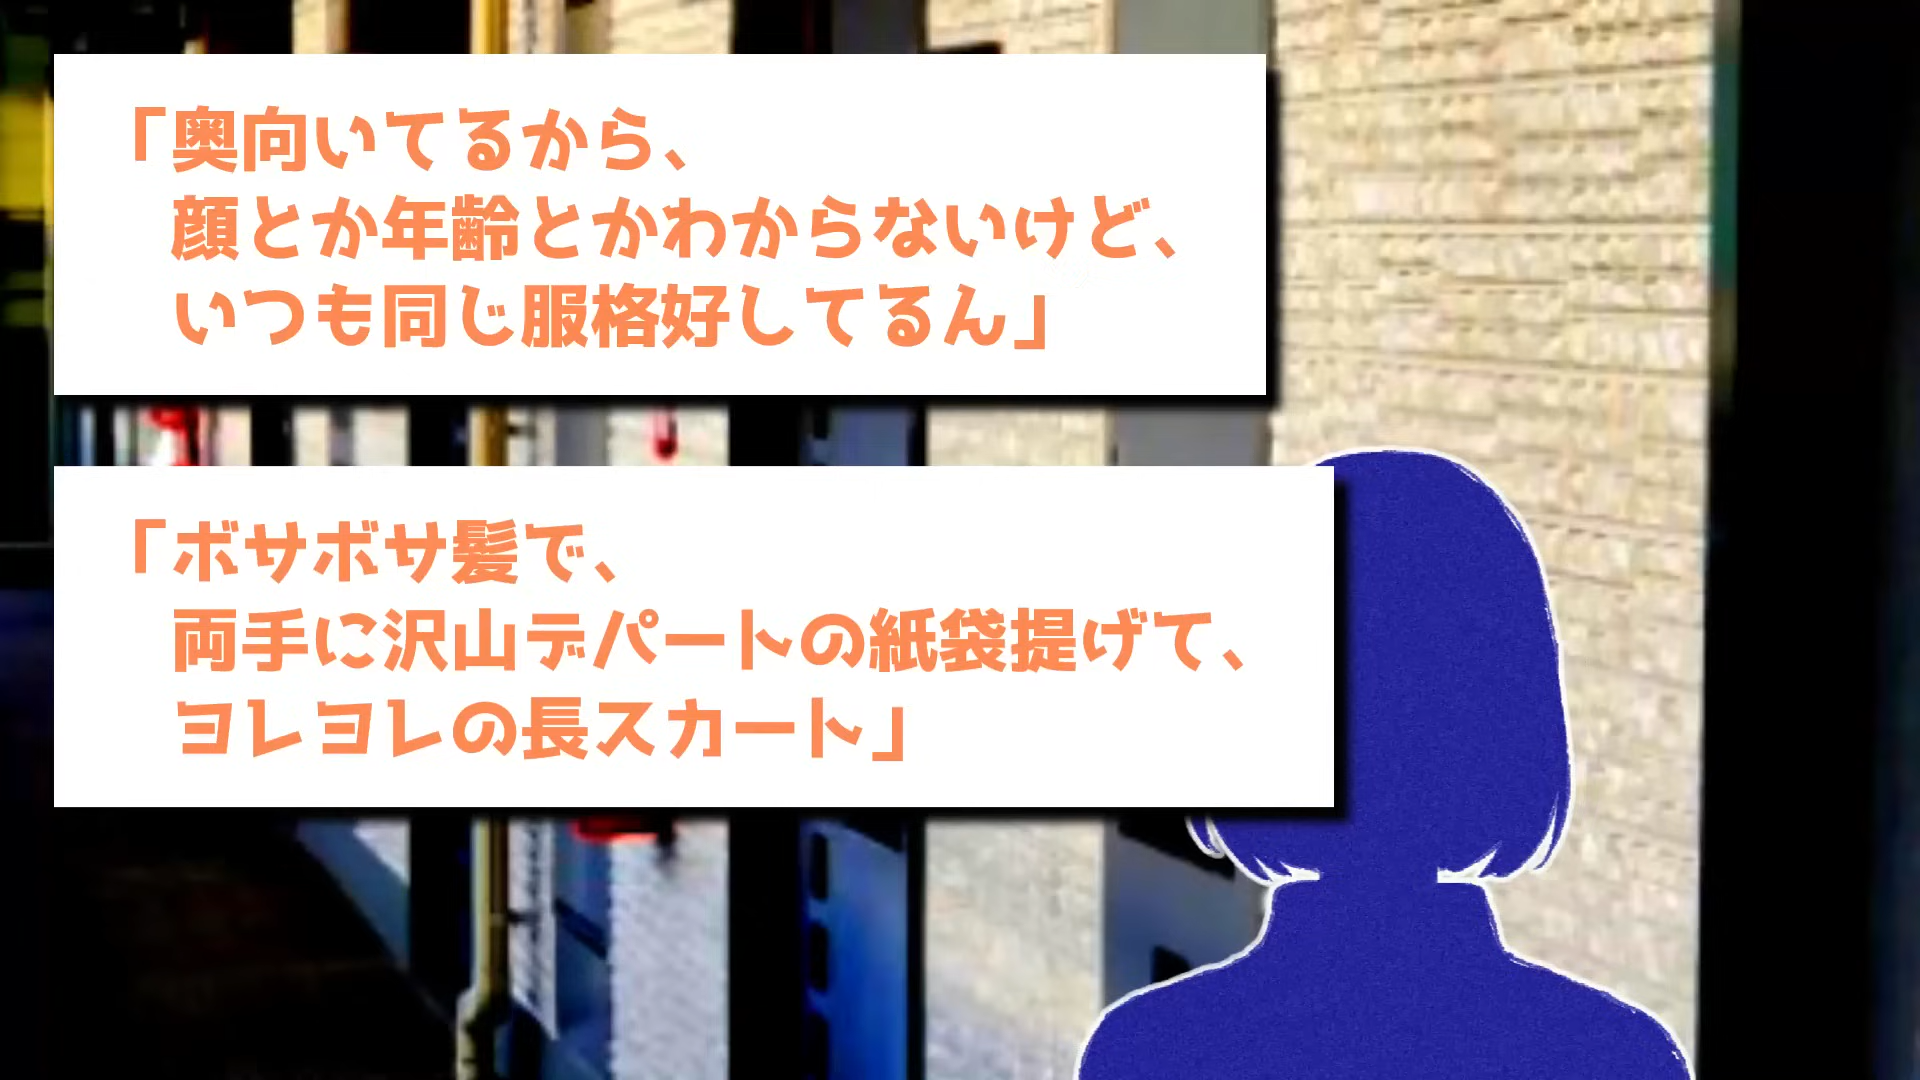 「奥向いてるから、
顔とか年齢とかわからないけど、
いつも同じ服格好してるん」
「ボサボサ髪で、
両手に沢山デパートの紙袋提げて、
ヨレヨレの長スカート」